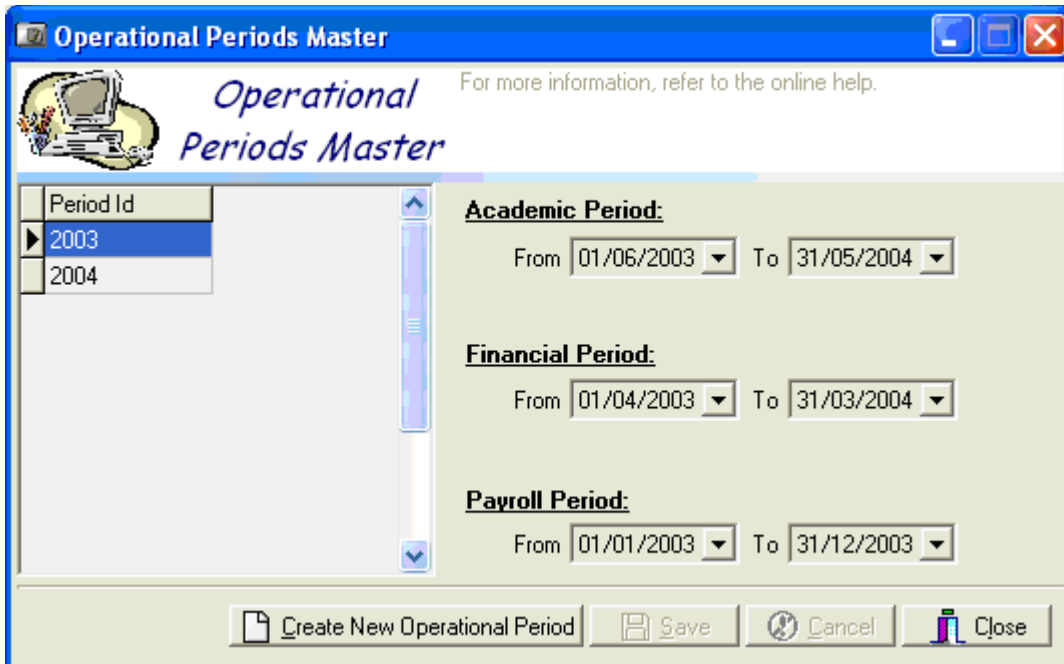 Operational Periods Master
Operational
Periods Master
For more information, refer to the online help.
Period Id
2003
2004
Academic Period:
From 01/06/2003 To 31/05/2004
Financial Period:
From 01/04/2003 To 31/03/2004
Payroll Period:
From 01/01/2003 To 31/12/2003
Create New Operational Period Save Cancel Close